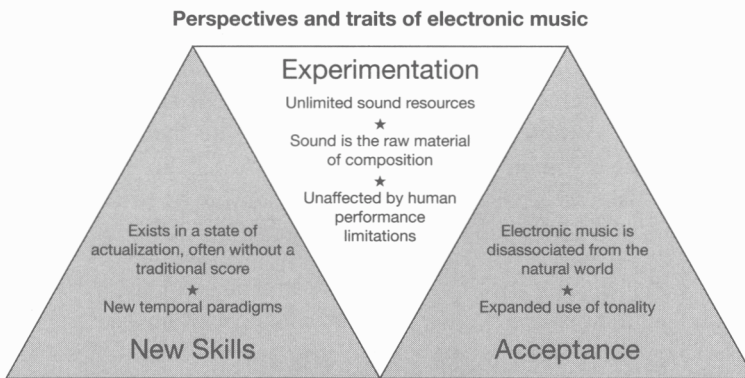 Perspectives and traits of electronic music
Experimentation
Unlimited sound resources
★
Sound is the raw material
of composition
★
Unaffected by human
performance
limitations
Exists in a state of
actualization, often without a
traditional score
★
New temporal paradigms
New Skills
Electronic music is
disassociated from the
natural world
★
Expanded use of tonality
Acceptance